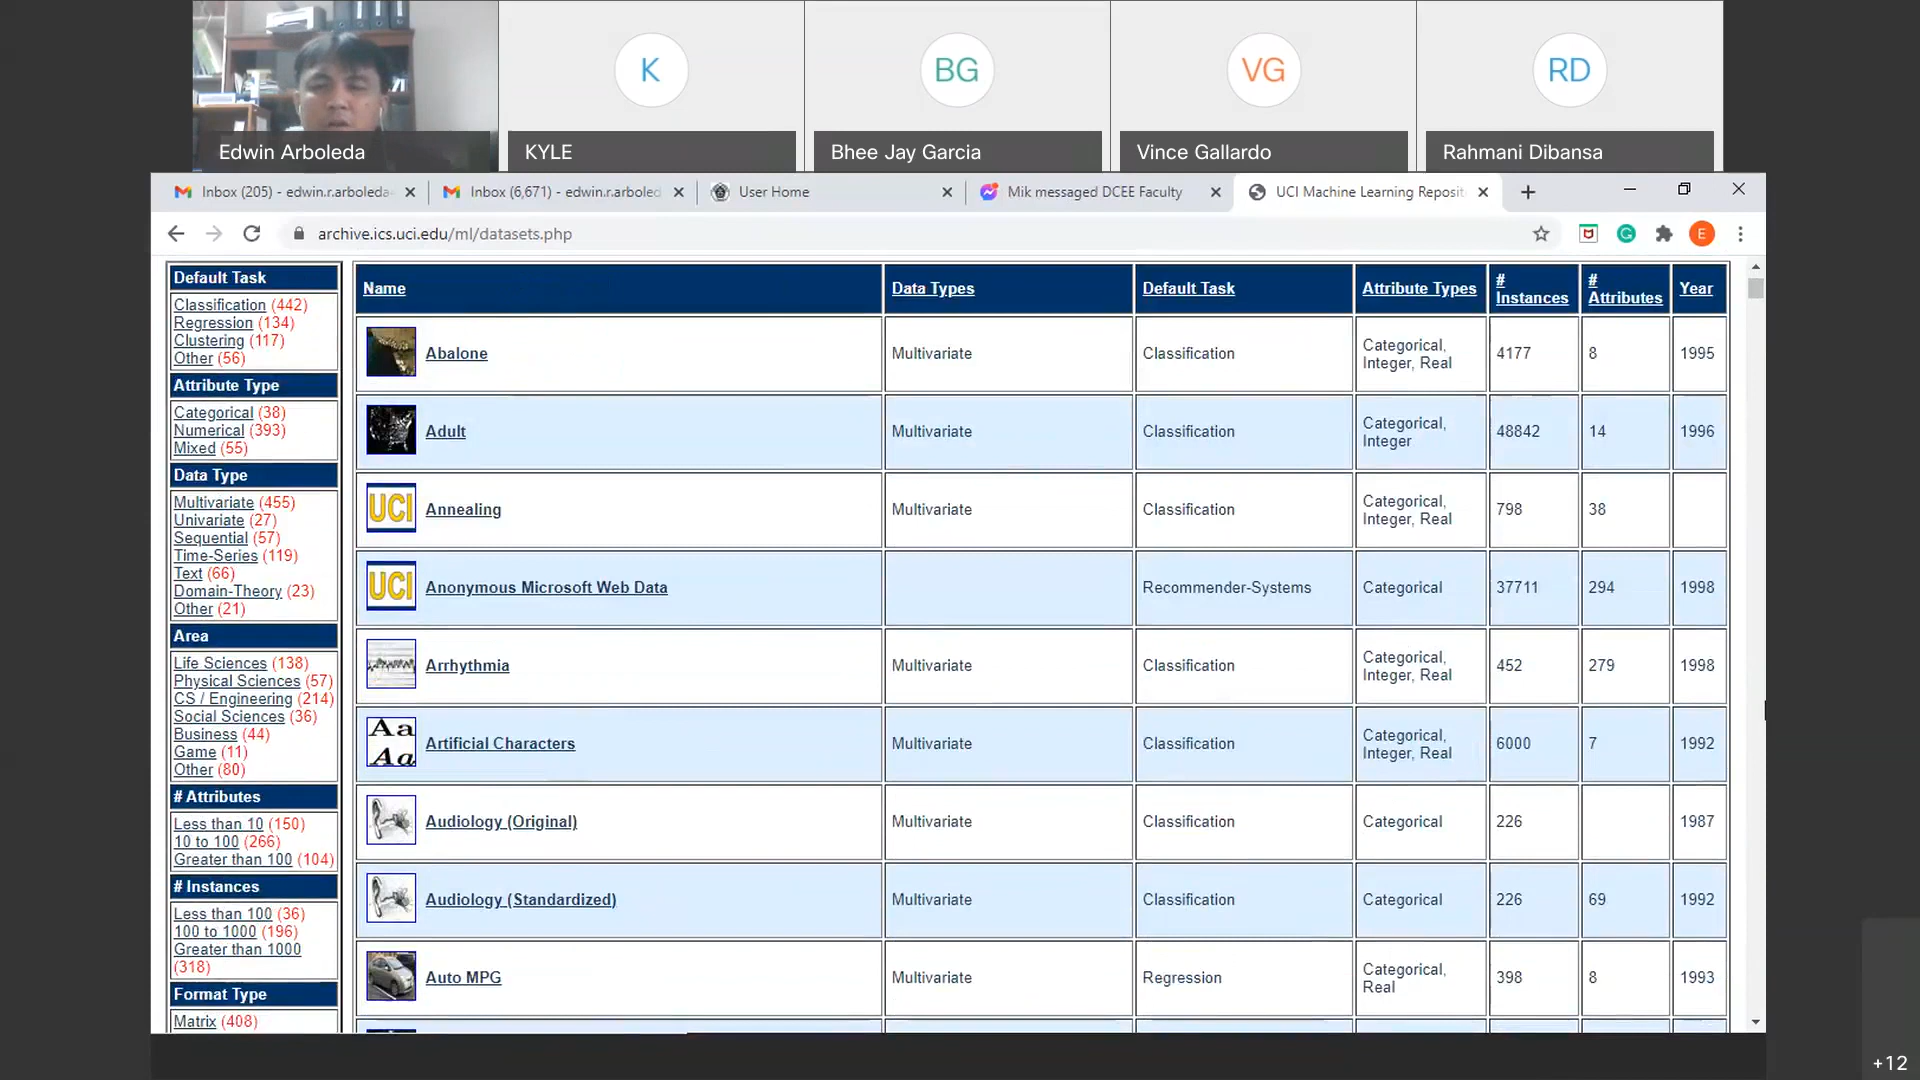 K
BG
VG
RD
Edwin Arboleda
KYLE
Bhee Jay Garcia
Vince Gallardo
Rahmani Dibansa
Inbox (205) - edwin.r.arboleda
Inbox (6,671) - edwin.r.arboled
User Home
Mik messaged DCEE Faculty
UCI Machine Learning Reposit
archive.ics.uci.edu/ml/datasets.php
E
Default Task
Classification (442)
Regression (134)
Clustering (117)
Other (56)
Attribute Type
Categorical (38)
Numerical (393)
Mixed (55)
Data Type
Multivariate (455)
Univariate (27)
Sequential (57)
Time-Series (119)
Text (66)
Domain-Theory (23)
Other (21)
Area
Life Sciences (138)
Physical Sciences (57)
CS / Engineering (214)
Social Sciences (36)
Business (44)
Game (11)
Other (80)
# Attributes
Less than 10 (150)
10 to 100 (266)
Greater than 100 (104)
# Instances
Less than 100 (36)
100 to 1000 (196)
Greater than 1000
(318)
Format Type
Matrix (408)
Name Data Types Default Task Attribute Types # Instances # Attributes Year
Abalone Multivariate Classification Categorical, Integer, Real 4177 8 1995
Adult Multivariate Classification Categorical, Integer 48842 14 1996
UCI Annealing Multivariate Classification Categorical, Integer, Real 798 38
UCI Anonymous Microsoft Web Data Recommender-Systems Categorical 37711 294 1998
Arrhythmia Multivariate Classification Categorical, Integer, Real 452 279 1998
Aa Aa Artificial Characters Multivariate Classification Categorical, Integer, Real 6000 7 1992
Audiology (Original) Multivariate Classification Categorical 226 1987
Audiology (Standardized) Multivariate Classification Categorical 226 69 1992
Auto MPG Multivariate Regression Categorical, Real 398 8 1993
+12